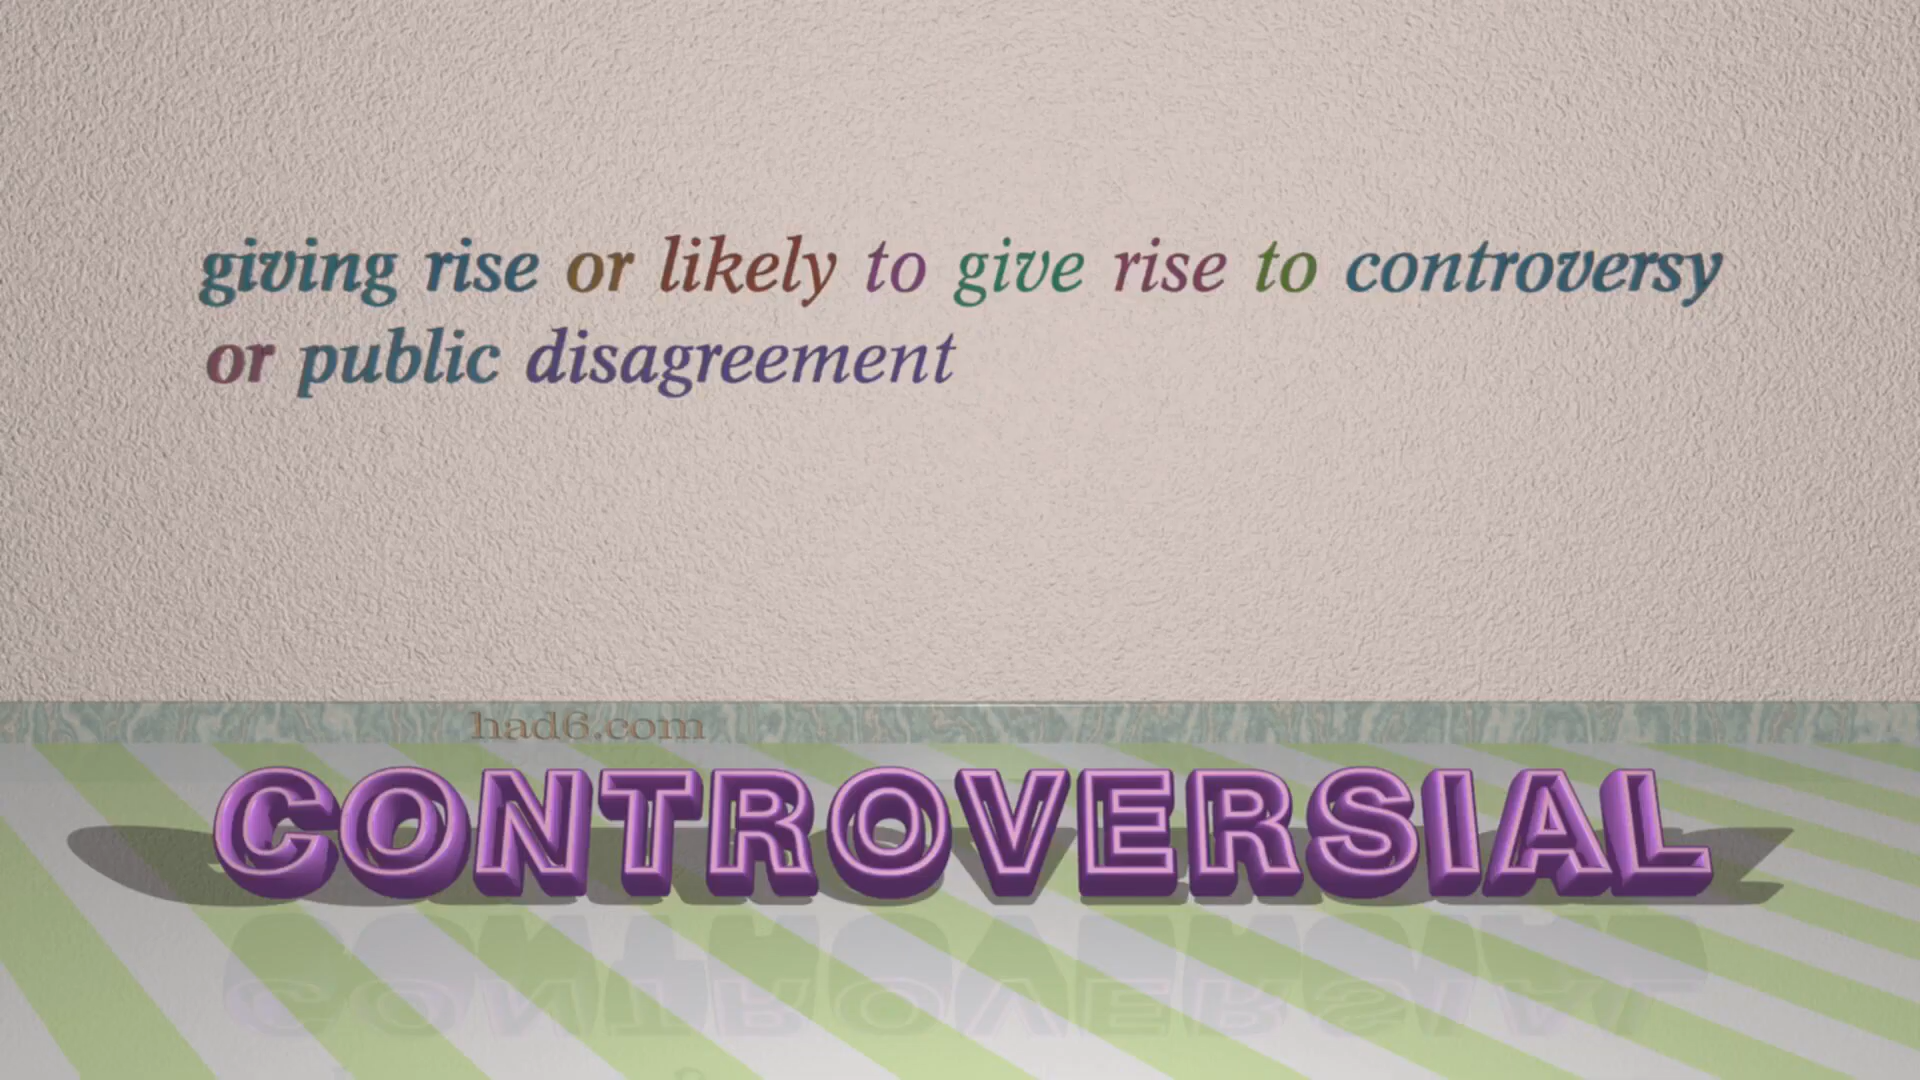 giving rise or likely to give rise to controversy
or public disagreement
had6.com
CONTROVERSIAL